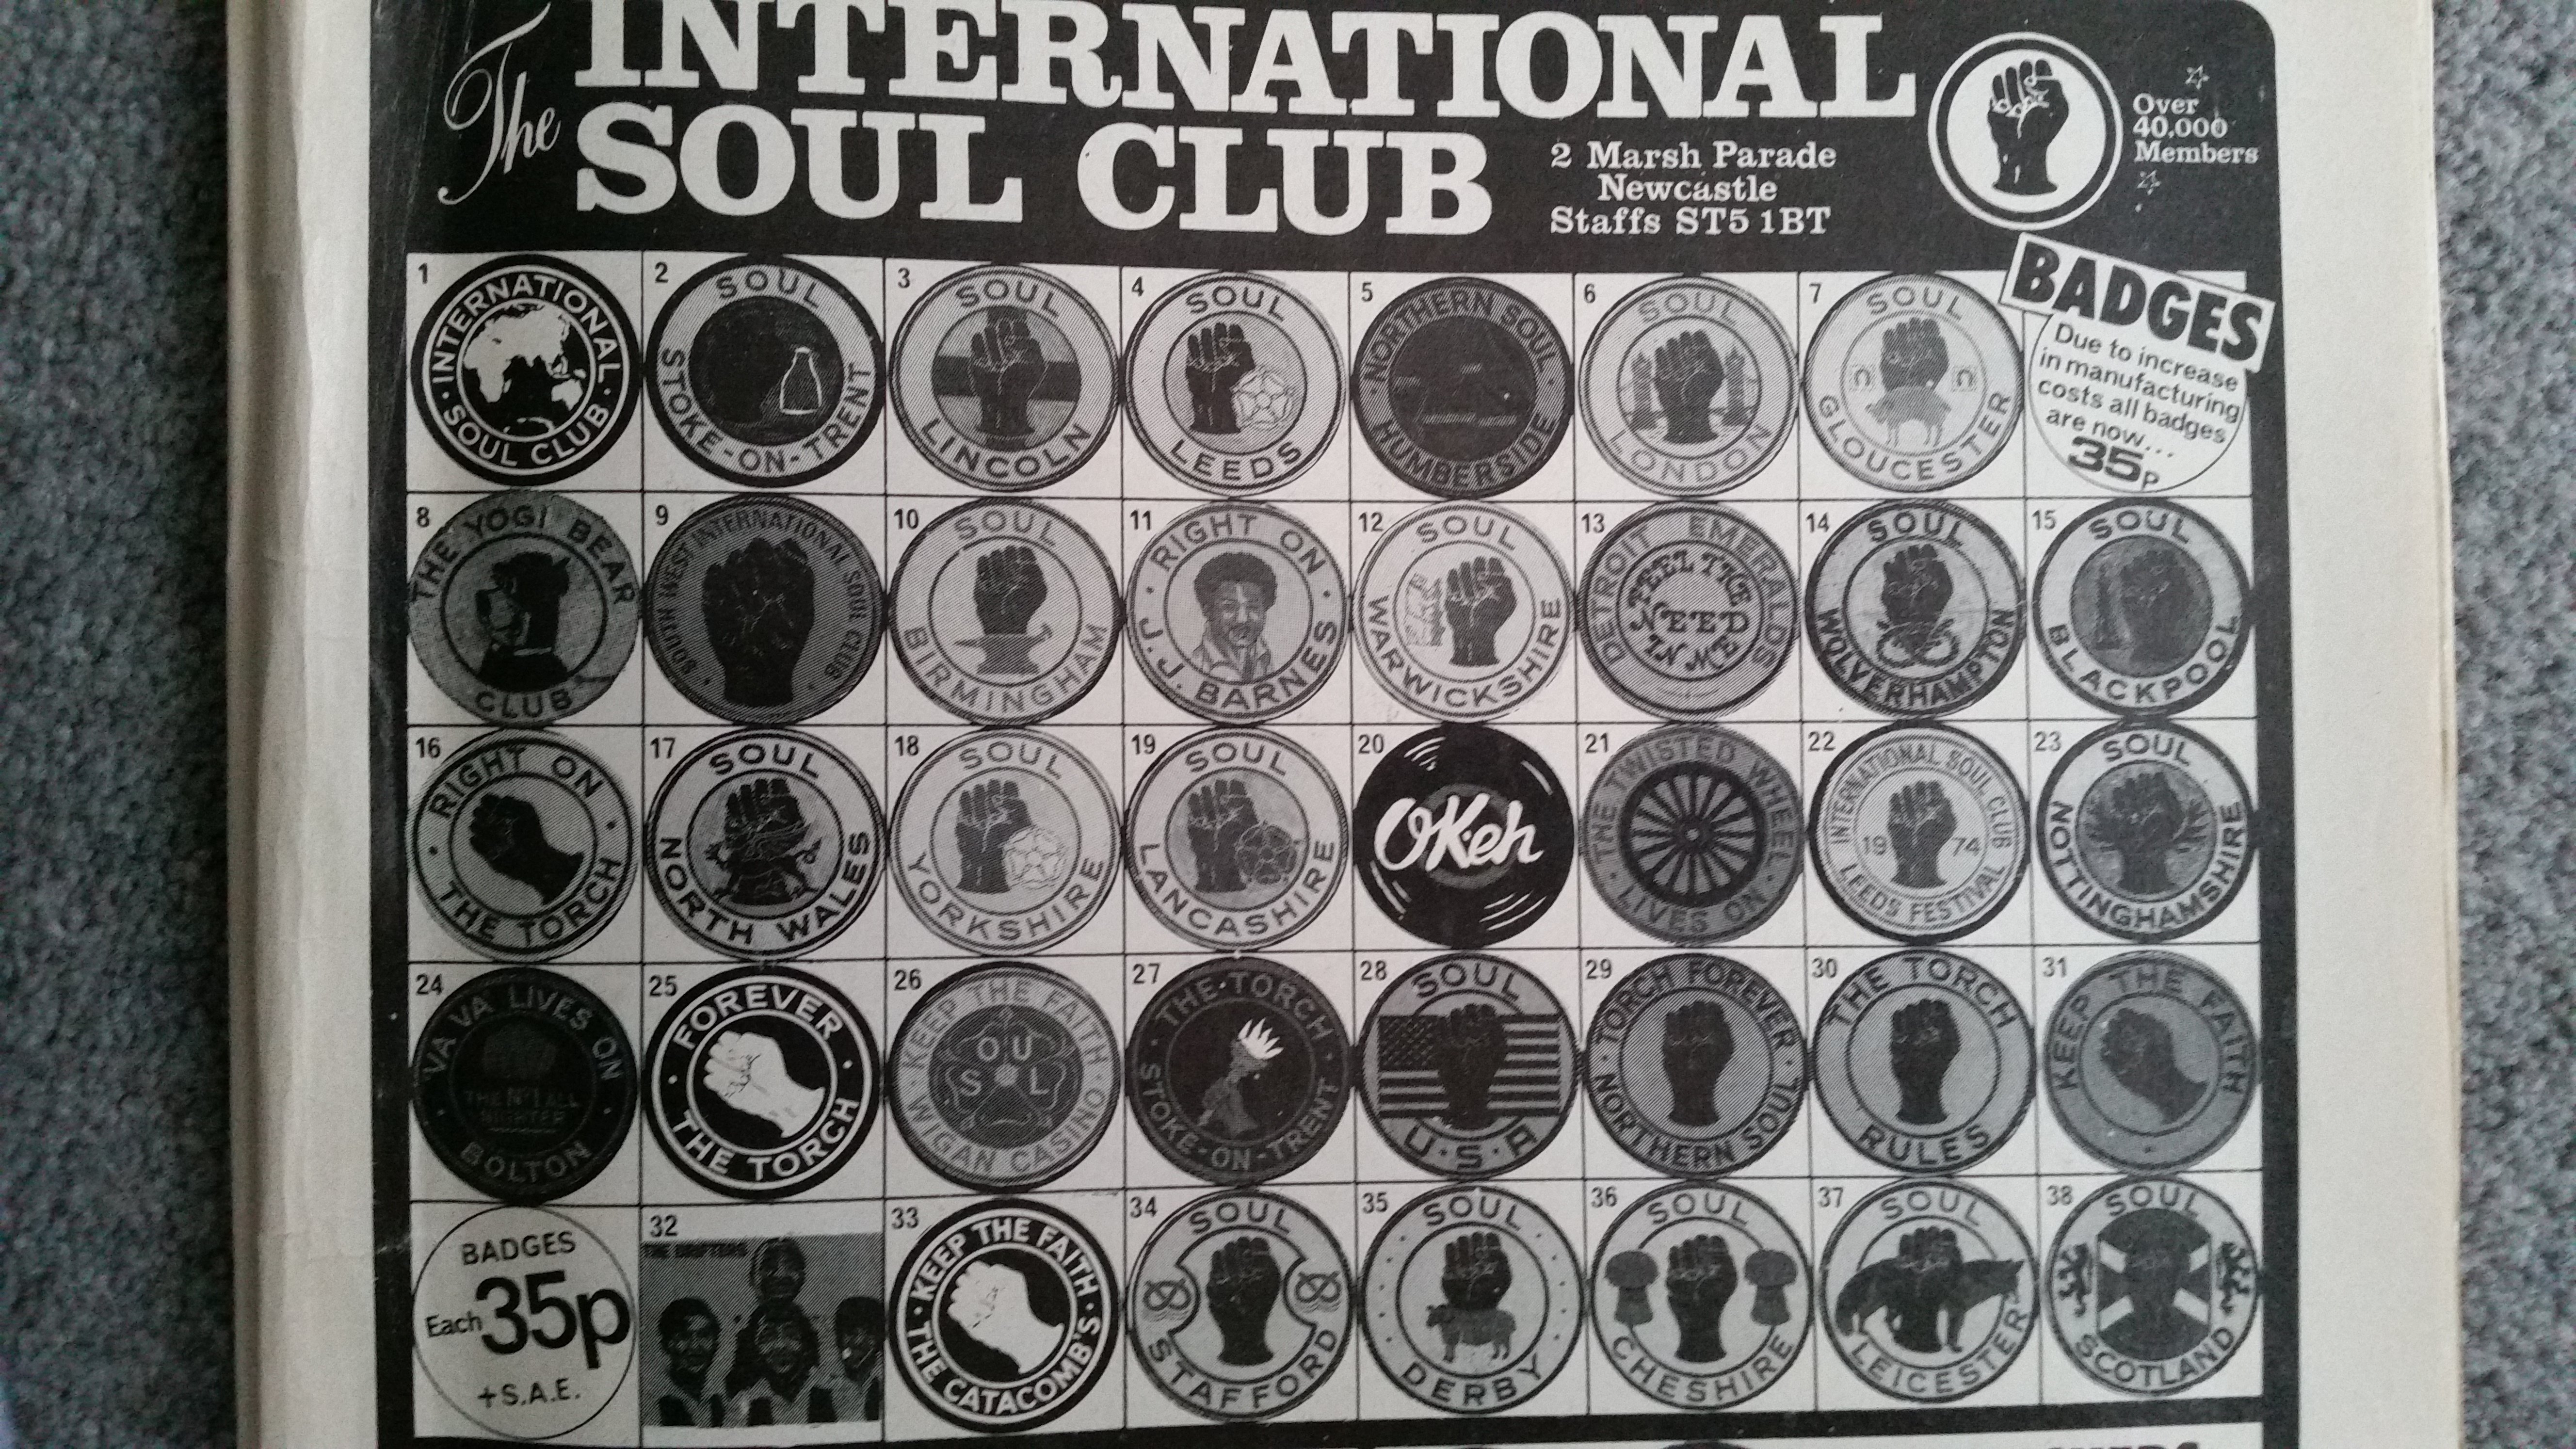 The INTERNATIONAL
SOUL CLUB
2 Marsh Parade
Newcastle
Staffs ST5 1BT
Over
40,000
Members
BADGES
Due to increase
in manufacturing
costs all badges
are now...
35p
1
INTERNATIONAL
· SOUL CLUB ·
2
SOUL
STOKE-ON-TRENT
3
SOUL
LINCOLN
4
SOUL
LEEDS
5
· NORTHERN SOUL ·
HUMBERSIDE
6
SOUL
LONDON
7
SOUL
GLOUCESTER
8
THE YOGI BEAR
CLUB
9
· SOUTH WEST INTERNATIONAL SOUL CLUB ·
10
SOUL
BIRMINGHAM
11
· RIGHT ON ·
J. J. BARNES
12
SOUL
WARWICKSHIRE
13
DETROIT EMERALDS
FEEL THE
NEED
IN ME
14
SOUL
WOLVERHAMPTON
15
SOUL
BLACKPOOL
16
· RIGHT ON ·
THE TORCH
17
SOUL
NORTH WALES
18
SOUL
YORKSHIRE
19
SOUL
LANCASHIRE
20
OKeh
21
· THE TWISTED WHEEL ·
LIVES ON
22
INTERNATIONAL SOUL CLUB
19 74
LEEDS FESTIVAL
23
SOUL
NOTTINGHAMSHIRE
24
· VA VA LIVES ON ·
THE Nº1 ALL
NIGHTER
BOLTON
25
· FOREVER ·
THE TORCH
26
· KEEP THE FAITH ·
SOUL
WIGAN CASINO
27
· THE · TORCH ·
STOKE-ON-TRENT
28
SOUL
U·S·A
29
· TORCH FOREVER ·
NORTHERN SOUL
30
THE TORCH
RULES
31
KEEP THE FAITH
BADGES
Each 35p
+ S.A.E.
32
THE DRIFTERS
33
· KEEP THE FAITH ·
THE CATACOMB'S
34
SOUL
STAFFORD
35
SOUL
DERBY
36
SOUL
CHESHIRE
37
SOUL
LEICESTER
38
SOUL
SCOTLAND